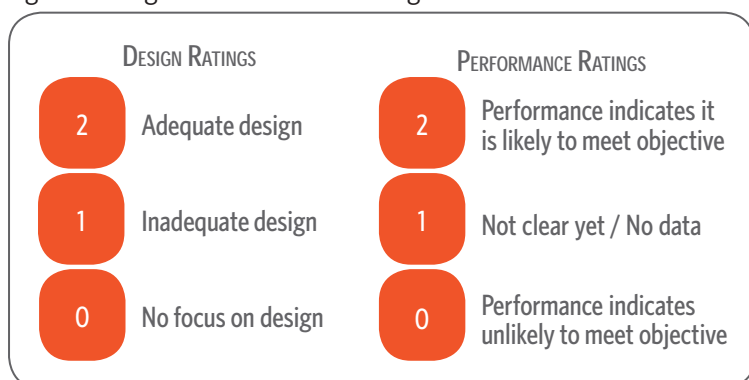 DESIGN RATINGS
2 Adequate design
1 Inadequate design
0 No focus on design
PERFORMANCE RATINGS
2 Performance indicates it
is likely to meet objective
1 Not clear yet / No data
0 Performance indicates
unlikely to meet objective